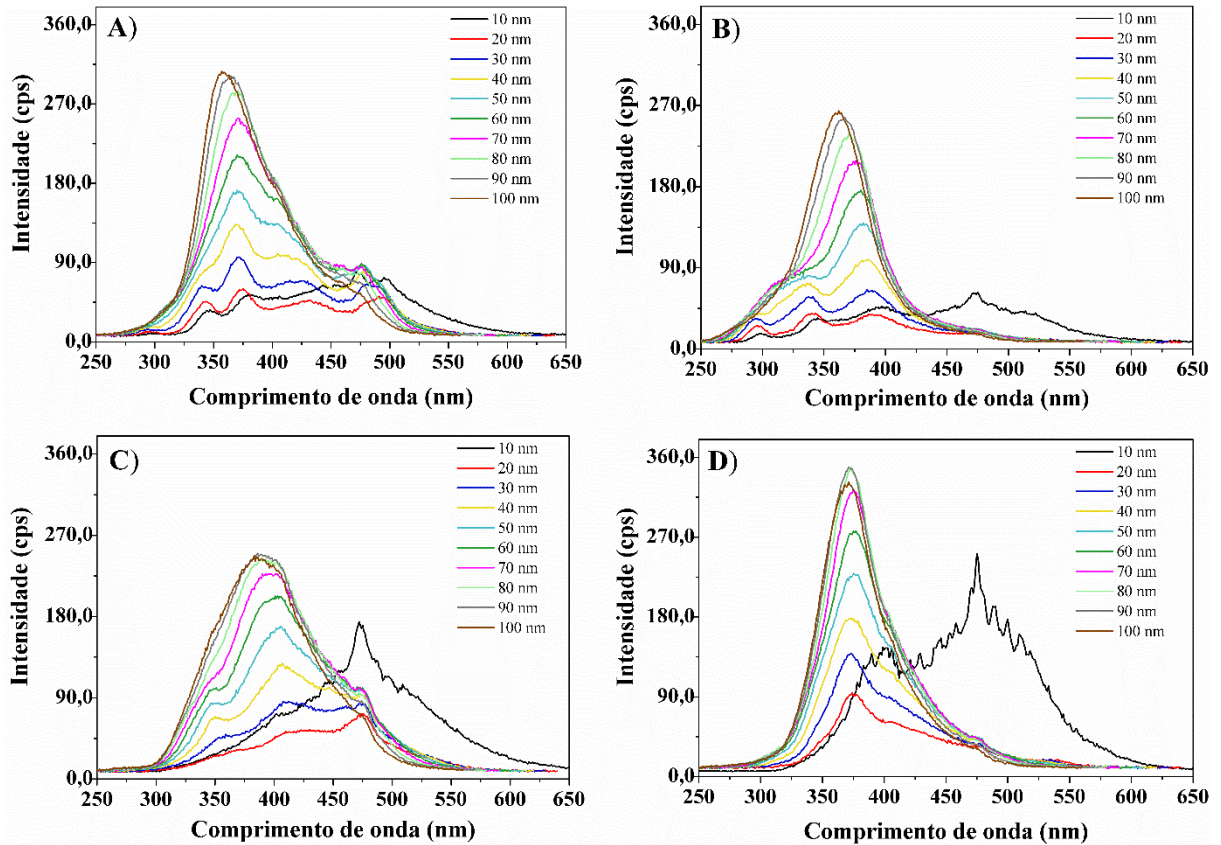 A)
Intensidade (cps)
360,0
270,0
180,0
90,0
0,0
10 nm
20 nm
30 nm
40 nm
50 nm
60 nm
70 nm
80 nm
90 nm
100 nm
250 300 350 400 450 500 550 600 650
Comprimento de onda (nm)
B)
Intensidade (cps)
360,0
270,0
180,0
90,0
0,0
10 nm
20 nm
30 nm
40 nm
50 nm
60 nm
70 nm
80 nm
90 nm
100 nm
250 300 350 400 450 500 550 600 650
Comprimento de onda (nm)
C)
Intensidade (cps)
360,0
270,0
180,0
90,0
0,0
10 nm
20 nm
30 nm
40 nm
50 nm
60 nm
70 nm
80 nm
90 nm
100 nm
250 300 350 400 450 500 550 600 650
Comprimento de onda (nm)
D)
Intensidade (cps)
360,0
270,0
180,0
90,0
0,0
10 nm
20 nm
30 nm
40 nm
50 nm
60 nm
70 nm
80 nm
90 nm
100 nm
250 300 350 400 450 500 550 600 650
Comprimento de onda (nm)